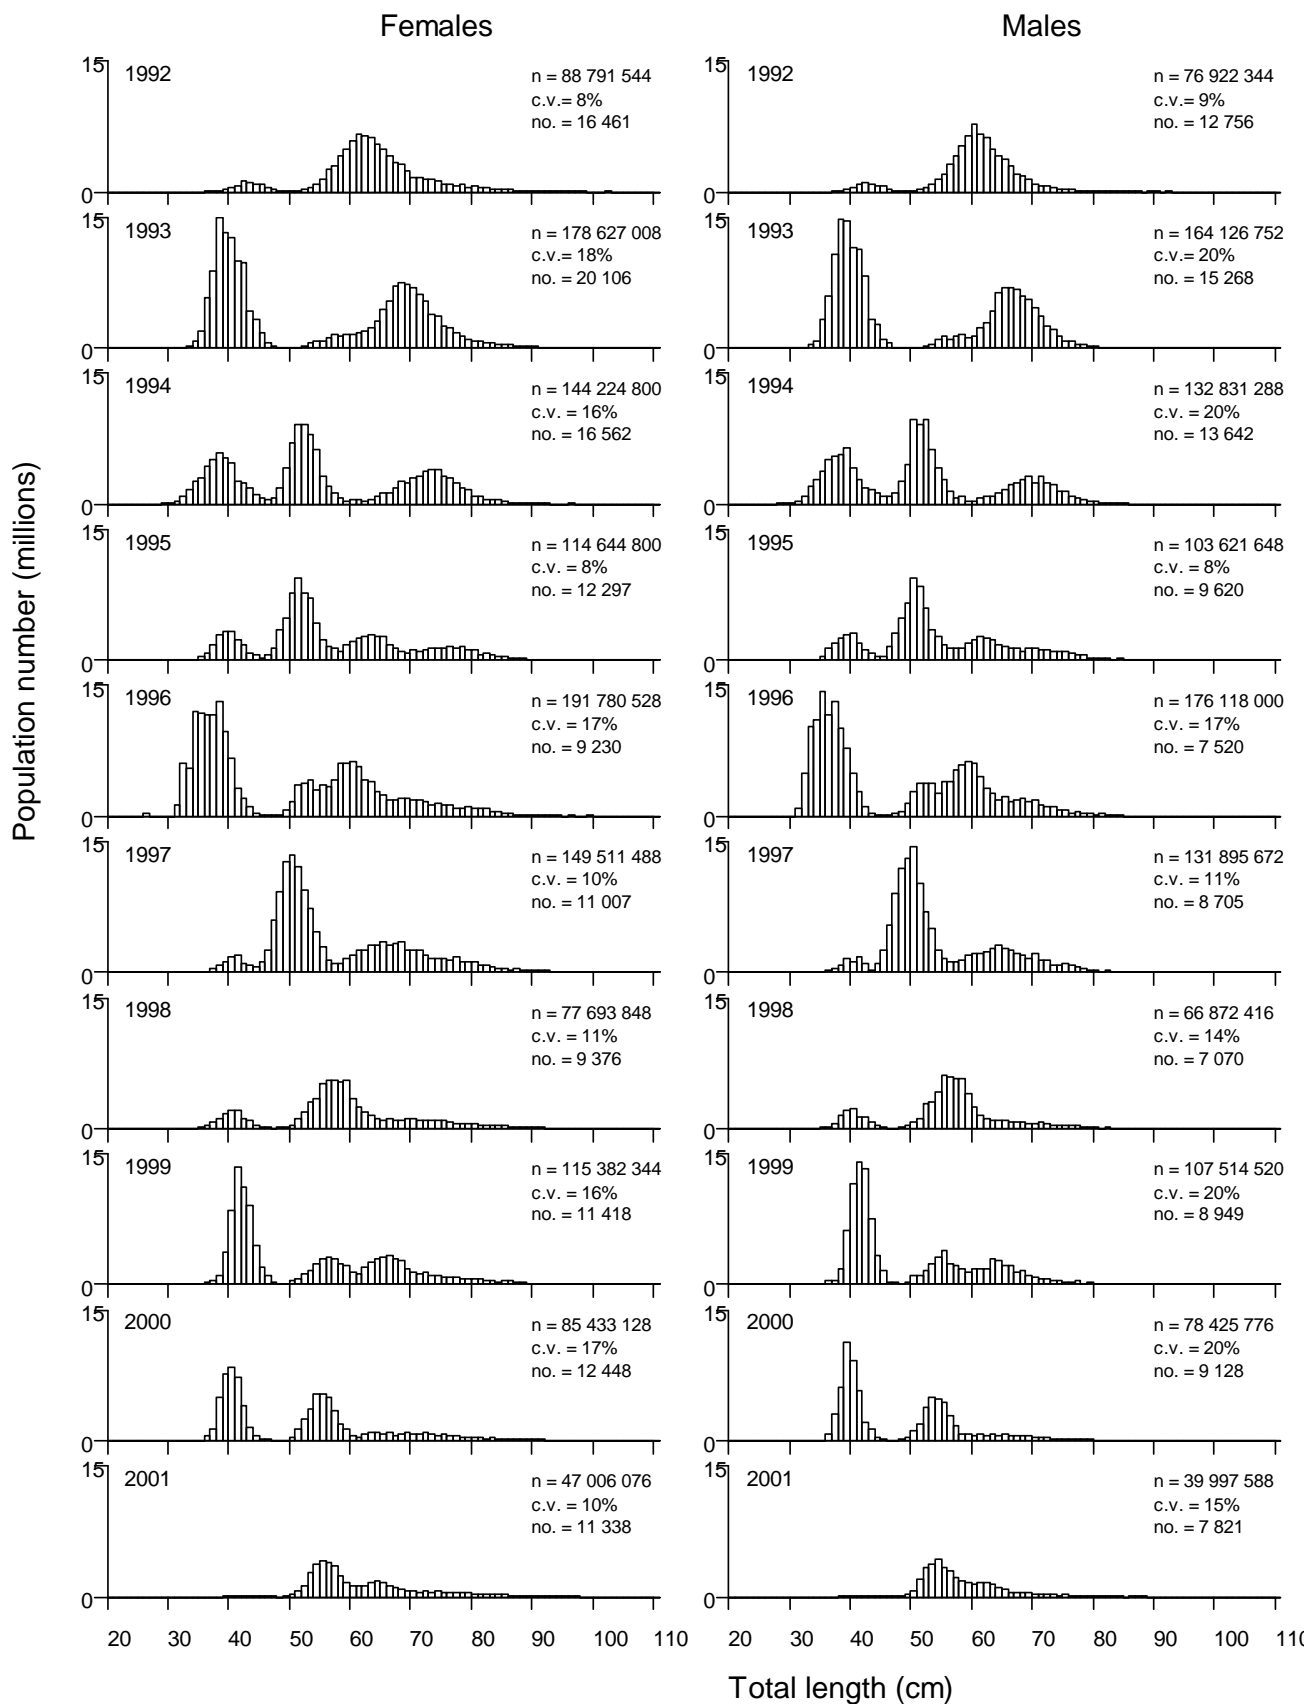 Females
Males
15
1992
n = 88 791 544
c.v.= 8%
no. = 16 461
0
15
1992
n = 76 922 344
c.v.= 9%
no. = 12 756
0
15
1993
n = 178 627 008
c.v.= 18%
no. = 20 106
0
15
1993
n = 164 126 752
c.v.= 20%
no. = 15 268
0
15
1994
n = 144 224 800
c.v. = 16%
no. = 16 562
0
15
1994
n = 132 831 288
c.v. = 20%
no. = 13 642
0
15
1995
n = 114 644 800
c.v.= 8%
no. = 12 297
0
15
1995
n = 103 621 648
c.v. = 8%
no. = 9 620
0
Population number (millions)
15
1996
n = 191 780 528
c.v. = 17%
no. = 9 230
0
15
1996
n = 176 118 000
c.v. = 17%
no. = 7 520
0
15
1997
n = 149 511 488
c.v. = 10%
no. = 11 007
0
15
1997
n = 131 895 672
c.v. = 11%
no. = 8 705
0
15
1998
n = 77 693 848
c.v. = 11%
no. = 9 376
0
15
1998
n = 66 872 416
c.v. = 14%
no. = 7 070
0
15
1999
n = 115 382 344
c.v. = 16%
no. = 11 418
0
15
1999
n = 107 514 520
c.v. = 20%
no. = 8 949
0
15
2000
n = 85 433 128
c.v. = 17%
no. = 12 448
0
15
2000
n = 78 425 776
c.v. = 20%
no. = 9 128
0
15
2001
n = 47 006 076
c.v. = 10%
no. = 11 338
0
15
2001
n = 39 997 588
c.v. = 15%
no. = 7 821
0
20 30 40 50 60 70 80 90 100 110
20 30 40 50 60 70 80 90 100 110
Total length (cm)